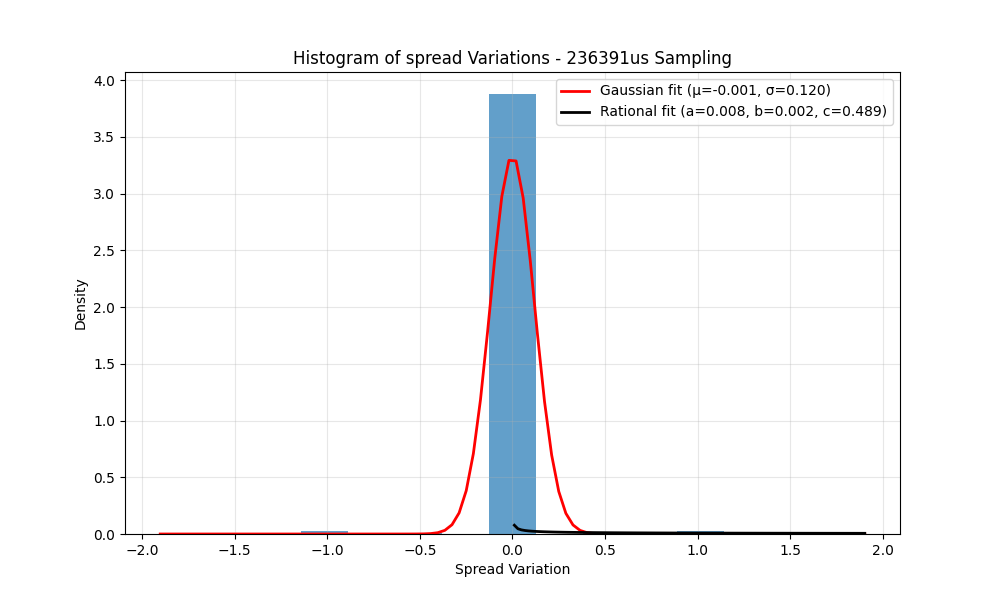 Histogram of spread Variations - 236391us Sampling
Gaussian fit (μ=-0.001, σ=0.120)
Rational fit (a=0.008, b=0.002, c=0.489)
Density
4.0
3.5
3.0
2.5
2.0
1.5
1.0
0.5
0.0
−2.0 −1.5 −1.0 −0.5 0.0 0.5 1.0 1.5 2.0
Spread Variation